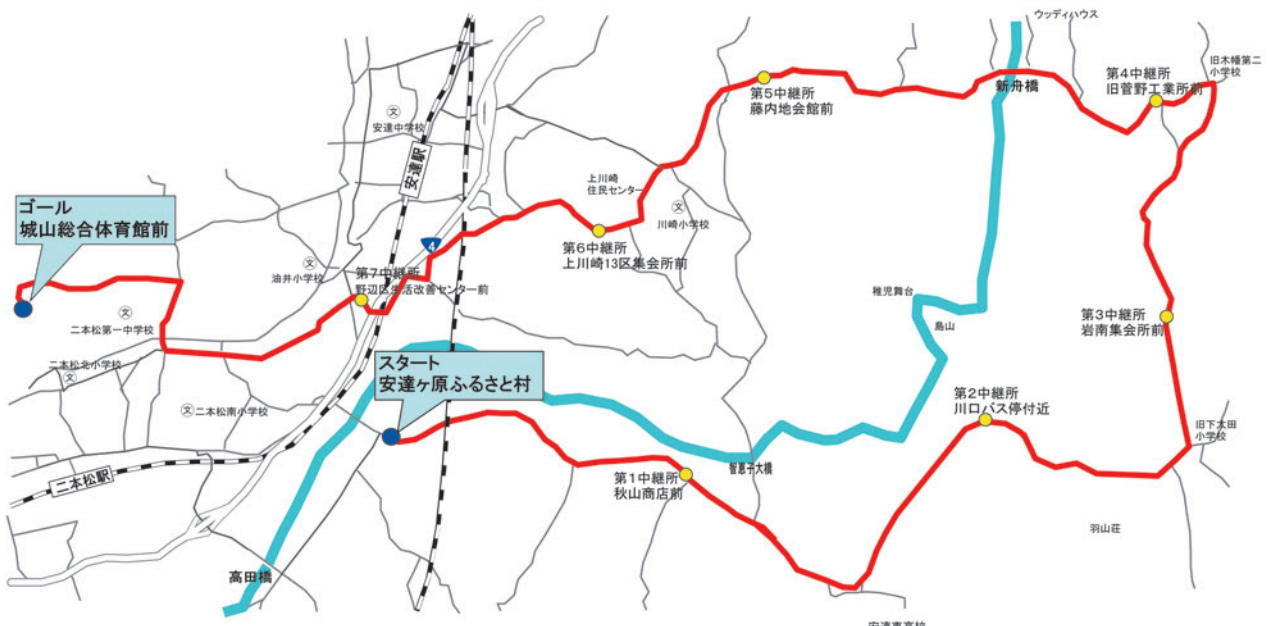 ウッディハウス
旧木幡第二
小学校
第4中継所
旧菅野工業所前
新舟橋
第5中継所
藤内地会館前
文
安達中学校
安達駅
上川崎
住民センター
文
川崎小学校
ゴール
城山総合体育館前
4
第6中継所
上川崎13区集会所前
文
油井小学校
第7中継所
野辺区生活改善センター前
稚児舞台
島山
第3中継所
岩南集会所前
文
二本松第一中学校
二本松北小学校
文
スタート
安達ヶ原ふるさと村
第2中継所
川口バス停付近
文
二本松南小学校
旧下太田
小学校
智恵子大橋
第1中継所
秋山商店前
二本松駅
羽山荘
高田橋